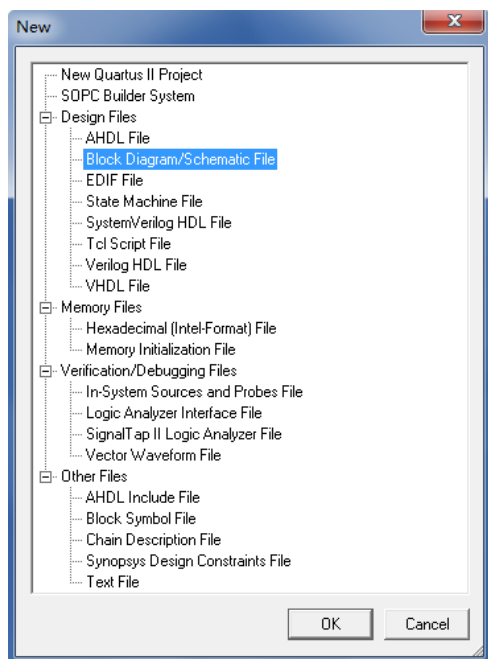 New
New Quartus II Project
SOPC Builder System
Design Files
AHDL File
Block Diagram/Schematic File
EDIF File
State Machine File
SystemVerilog HDL File
Tcl Script File
Verilog HDL File
VHDL File
Memory Files
Hexadecimal (Intel-Format) File
Memory Initialization File
Verification/Debugging Files
In-System Sources and Probes File
Logic Analyzer Interface File
SignalTap II Logic Analyzer File
Vector Waveform File
Other Files
AHDL Include File
Block Symbol File
Chain Description File
Synopsys Design Constraints File
Text File
OK Cancel